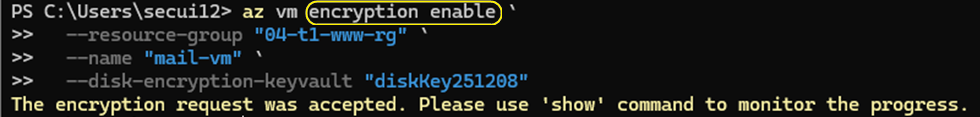 PS C:\Users\secui12> az vm encryption enable `
>>   --resource-group "04-t1-www-rg" `
>>   --name "mail-vm" `
>>   --disk-encryption-keyvault "diskKey251208"
The encryption request was accepted. Please use 'show' command to monitor the progress.